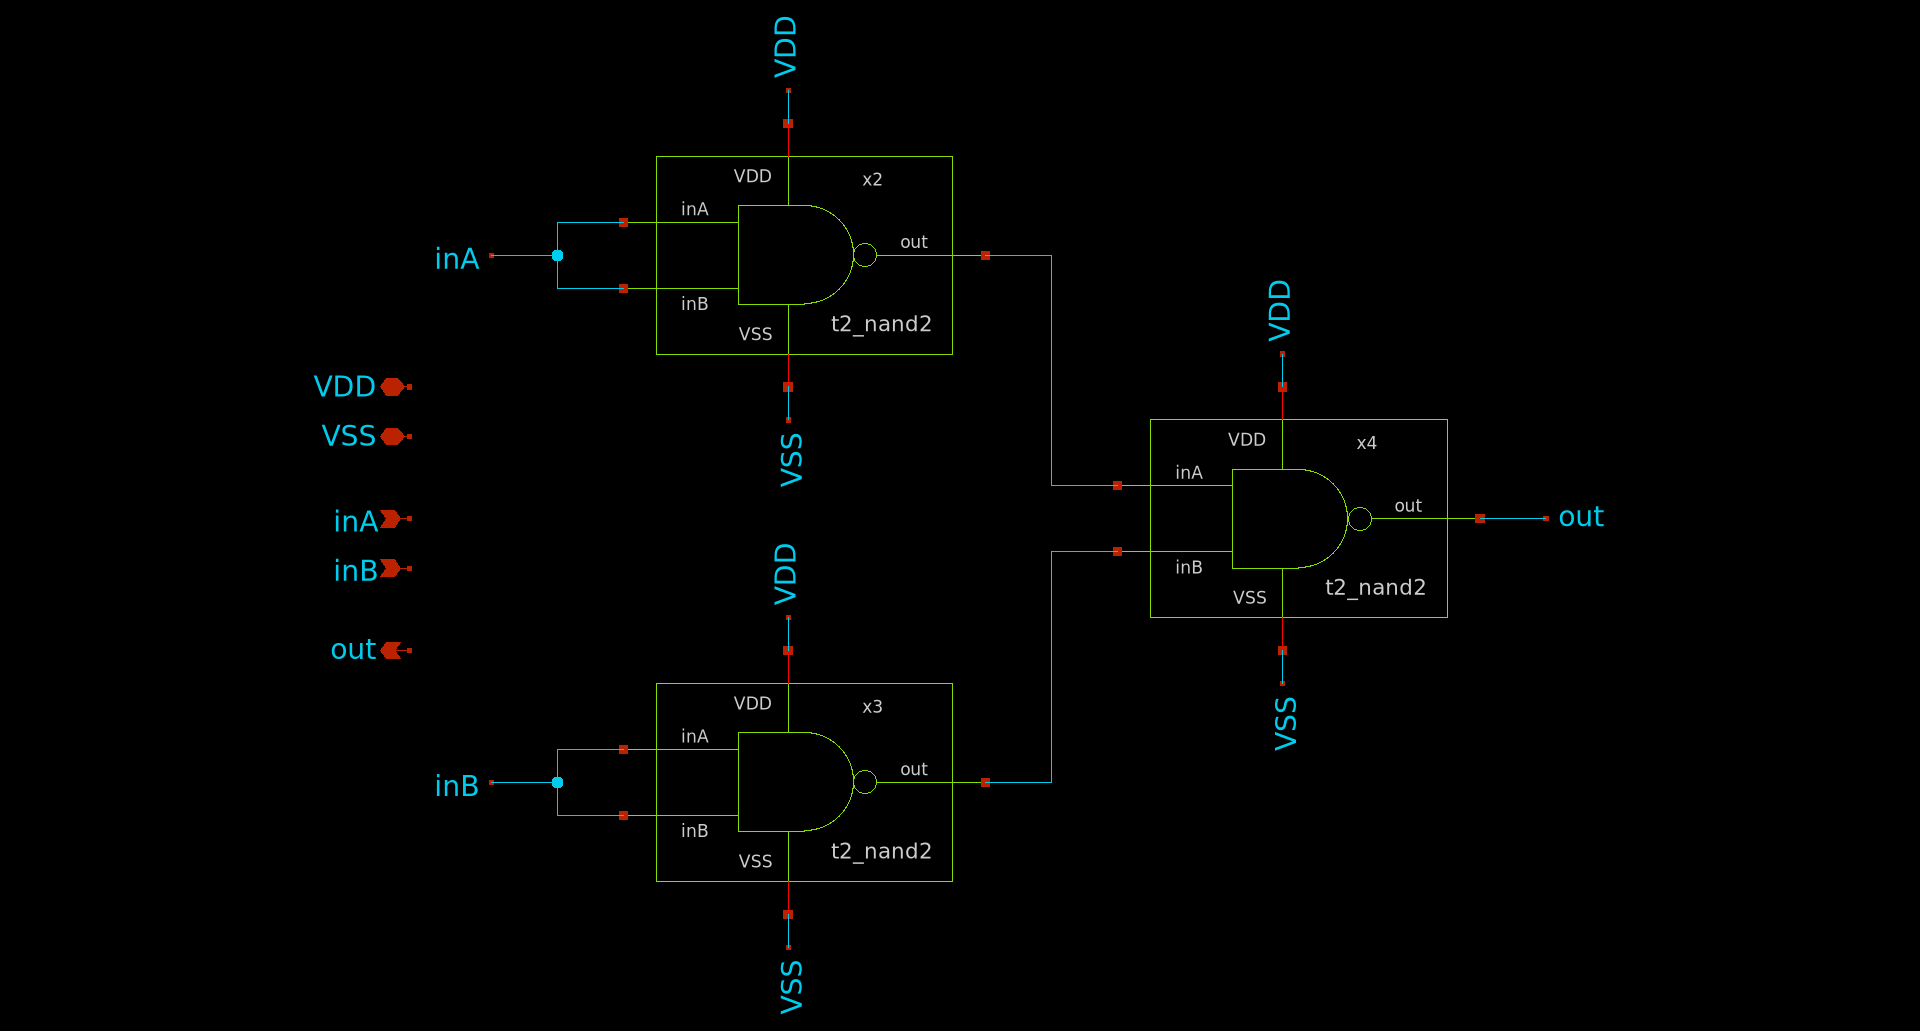 VDD
VDD
x2
inA
inA
out
inB
VSS
t2_nand2
VSS
VDD
VSS
inA
inB
out
VDD
VDD
x4
inA
out
out
inB
VSS
t2_nand2
VSS
VDD
VDD
x3
inA
inB
out
inB
VSS
t2_nand2
VSS